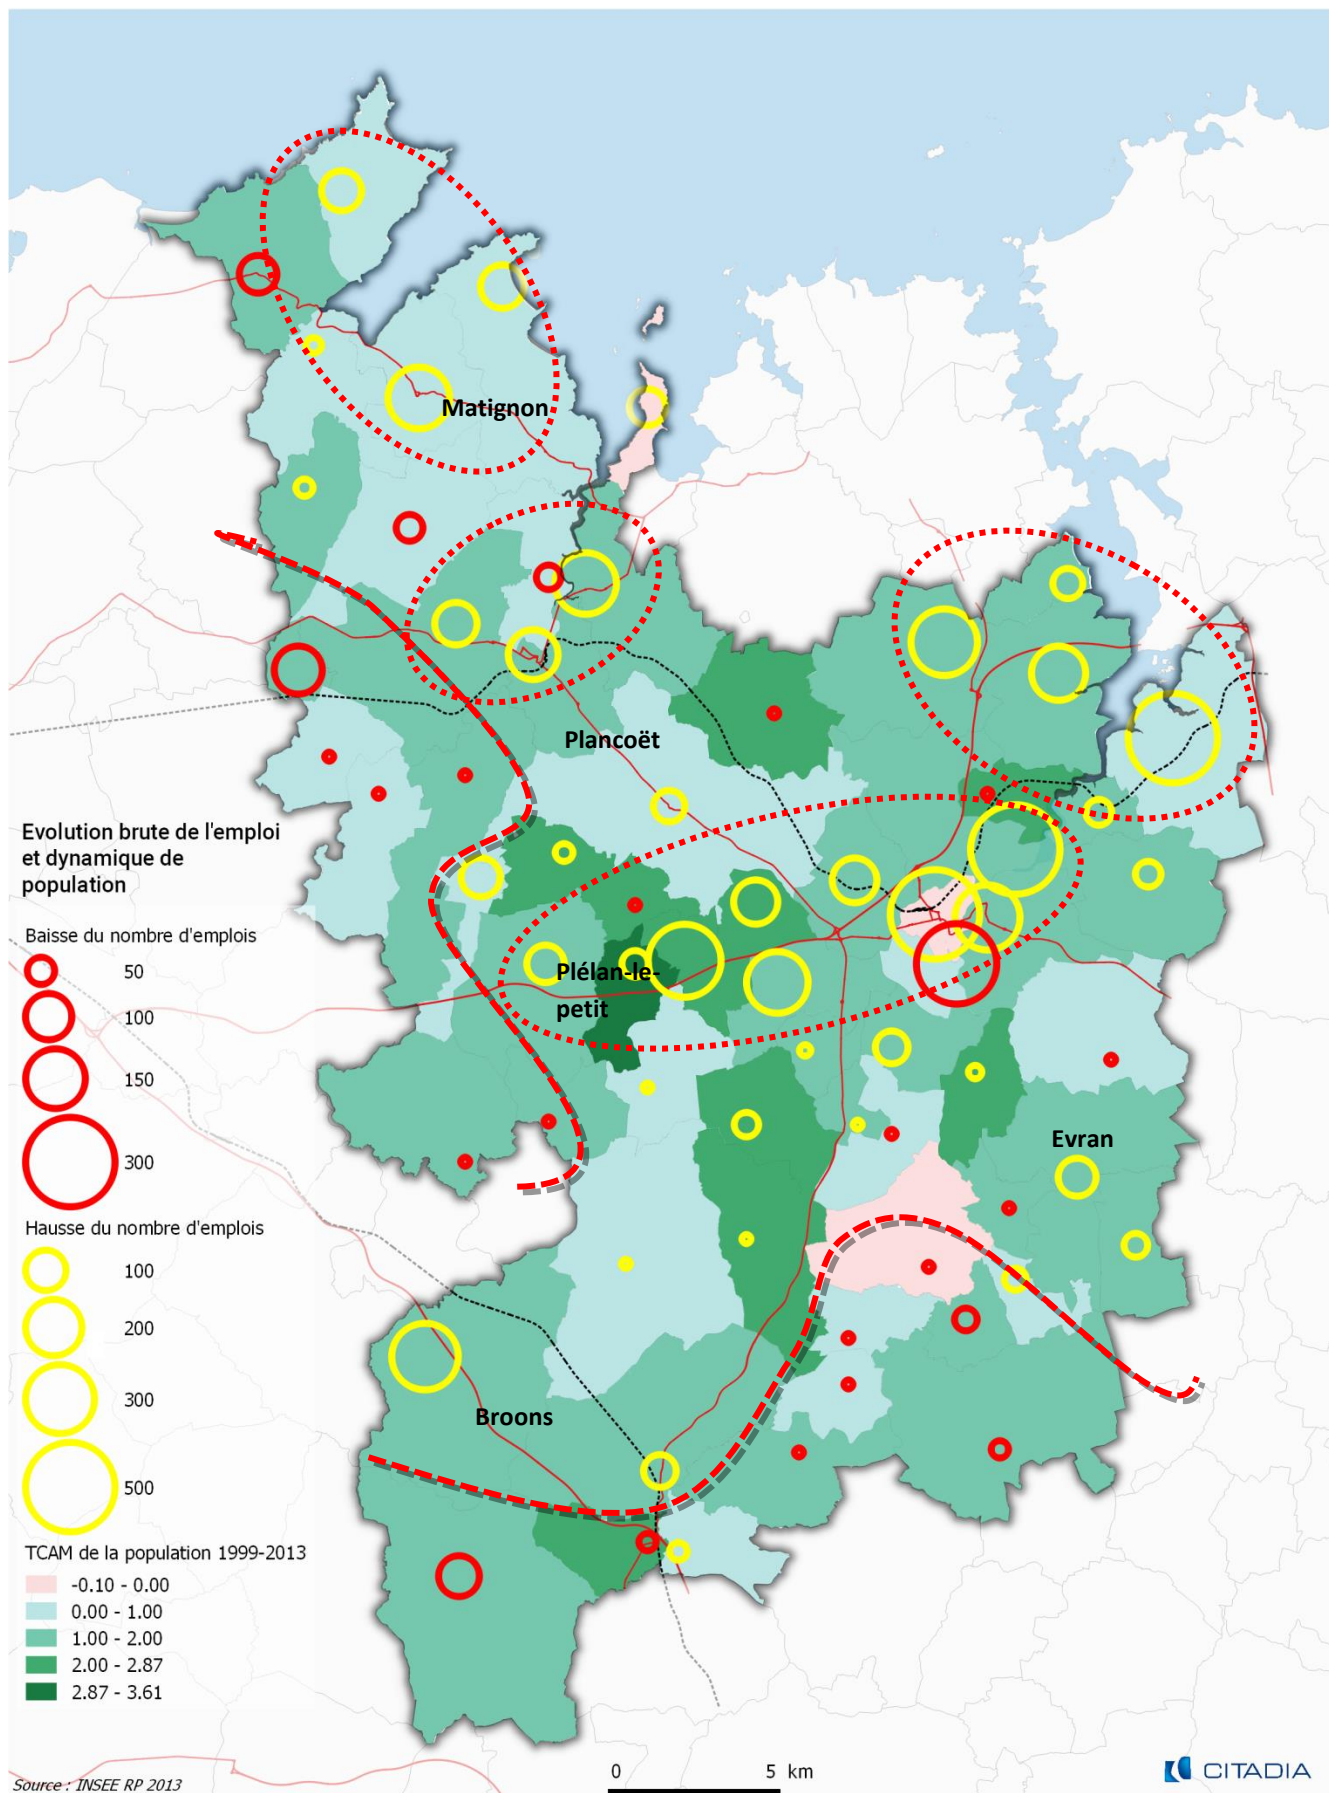 Matignon
Plancoët
Plélan-le-
petit
Evran
Broons
Evolution brute de l'emploi
et dynamique de
population
Baisse du nombre d'emplois
50
100
150
300
Hausse du nombre d'emplois
100
200
300
500
TCAM de la population 1999-2013
-0.10 - 0.00
0.00 - 1.00
1.00 - 2.00
2.00 - 2.87
2.87 - 3.61
Source : INSEE RP 2013
0 5 km
CITADIA